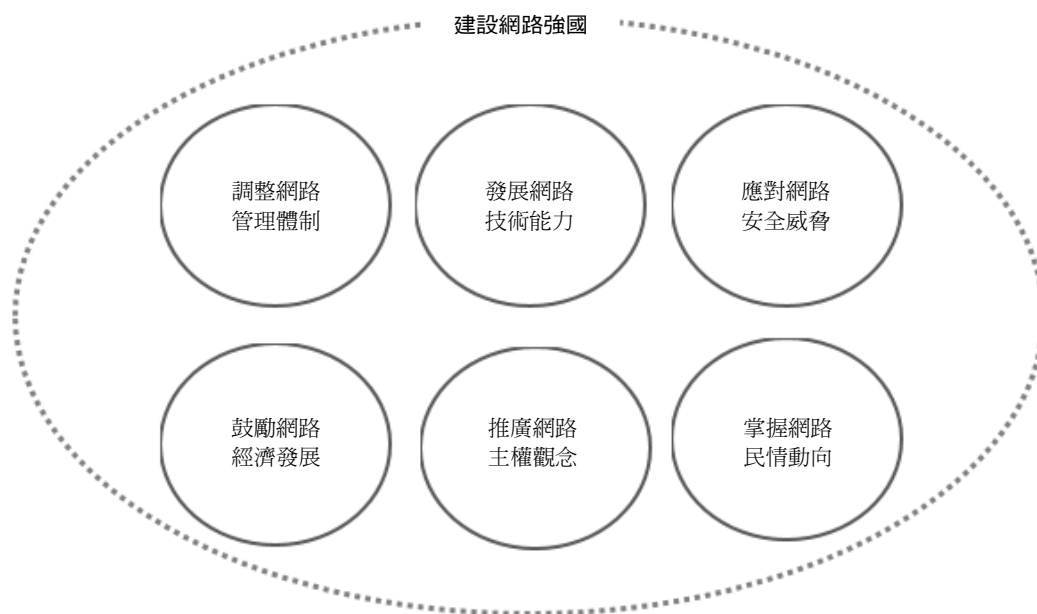 建設網路強國
調整網路
管理體制
發展網路
技術能力
應對網路
安全威脅
鼓勵網路
經濟發展
推廣網路
主權觀念
掌握網路
民情動向